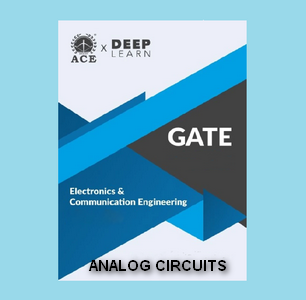 ACE x DEEP
LEARN
GATE
Electronics &
Communication Engineering
ANALOG CIRCUITS